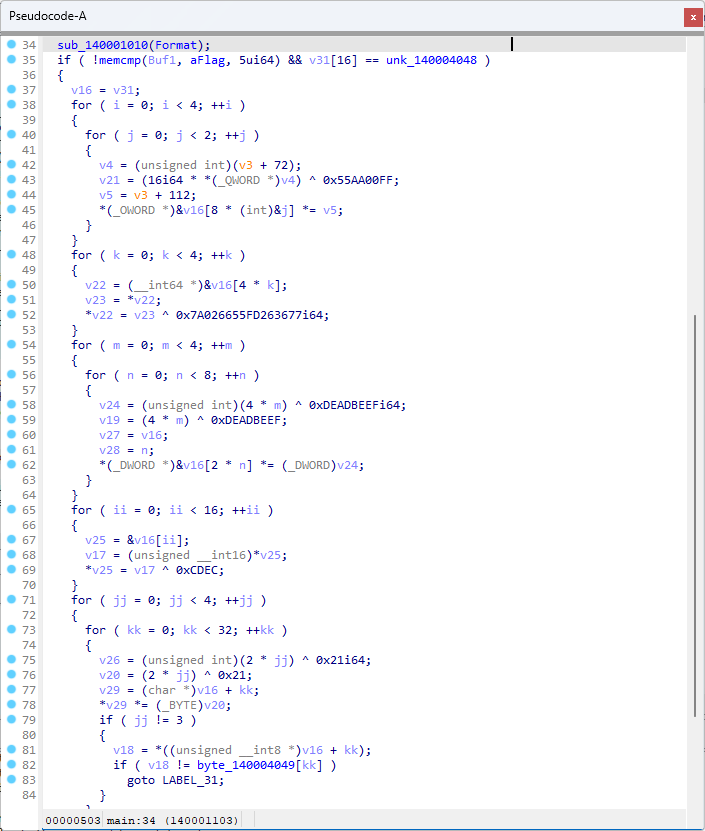 Pseudocode-A
x
34 sub_140001010(Format);
35 if ( !memcmp(Buf1, aFlag, 5ui64) && v31[16] == unk_140004048 )
36 {
37 v16 = v31;
38 for ( i = 0; i < 4; ++i )
39 {
40 for ( j = 0; j < 2; ++j )
41 {
42 v4 = (unsigned int)(v3 + 72);
43 v21 = (16i64 * *(_QWORD *)v4) ^ 0x55AA00FF;
44 v5 = v3 + 112;
45 *(_OWORD *)&v16[8 * (int)&j] *= v5;
46 }
47 }
48 for ( k = 0; k < 4; ++k )
49 {
50 v22 = (__int64 *)&v16[4 * k];
51 v23 = *v22;
52 *v22 = v23 ^ 0x7A026655FD263677i64;
53 }
54 for ( m = 0; m < 4; ++m )
55 {
56 for ( n = 0; n < 8; ++n )
57 {
58 v24 = (unsigned int)(4 * m) ^ 0xDEADBEEFi64;
59 v19 = (4 * m) ^ 0xDEADBEEF;
60 v27 = v16;
61 v28 = n;
62 *(_DWORD *)&v16[2 * n] *= (_DWORD)v24;
63 }
64 }
65 for ( ii = 0; ii < 16; ++ii )
66 {
67 v25 = &v16[ii];
68 v17 = (unsigned __int16)*v25;
69 *v25 = v17 ^ 0xCDEC;
70 }
71 for ( jj = 0; jj < 4; ++jj )
72 {
73 for ( kk = 0; kk < 32; ++kk )
74 {
75 v26 = (unsigned int)(2 * jj) ^ 0x21i64;
76 v20 = (2 * jj) ^ 0x21;
77 v29 = (char *)v16 + kk;
78 *v29 *= (_BYTE)v20;
79 if ( jj != 3 )
80 {
81 v18 = *((unsigned __int8 *)v16 + kk);
82 if ( v18 != byte_140004049[kk] )
83 goto LABEL_31;
84 }
00000503 main:34 (140001103)